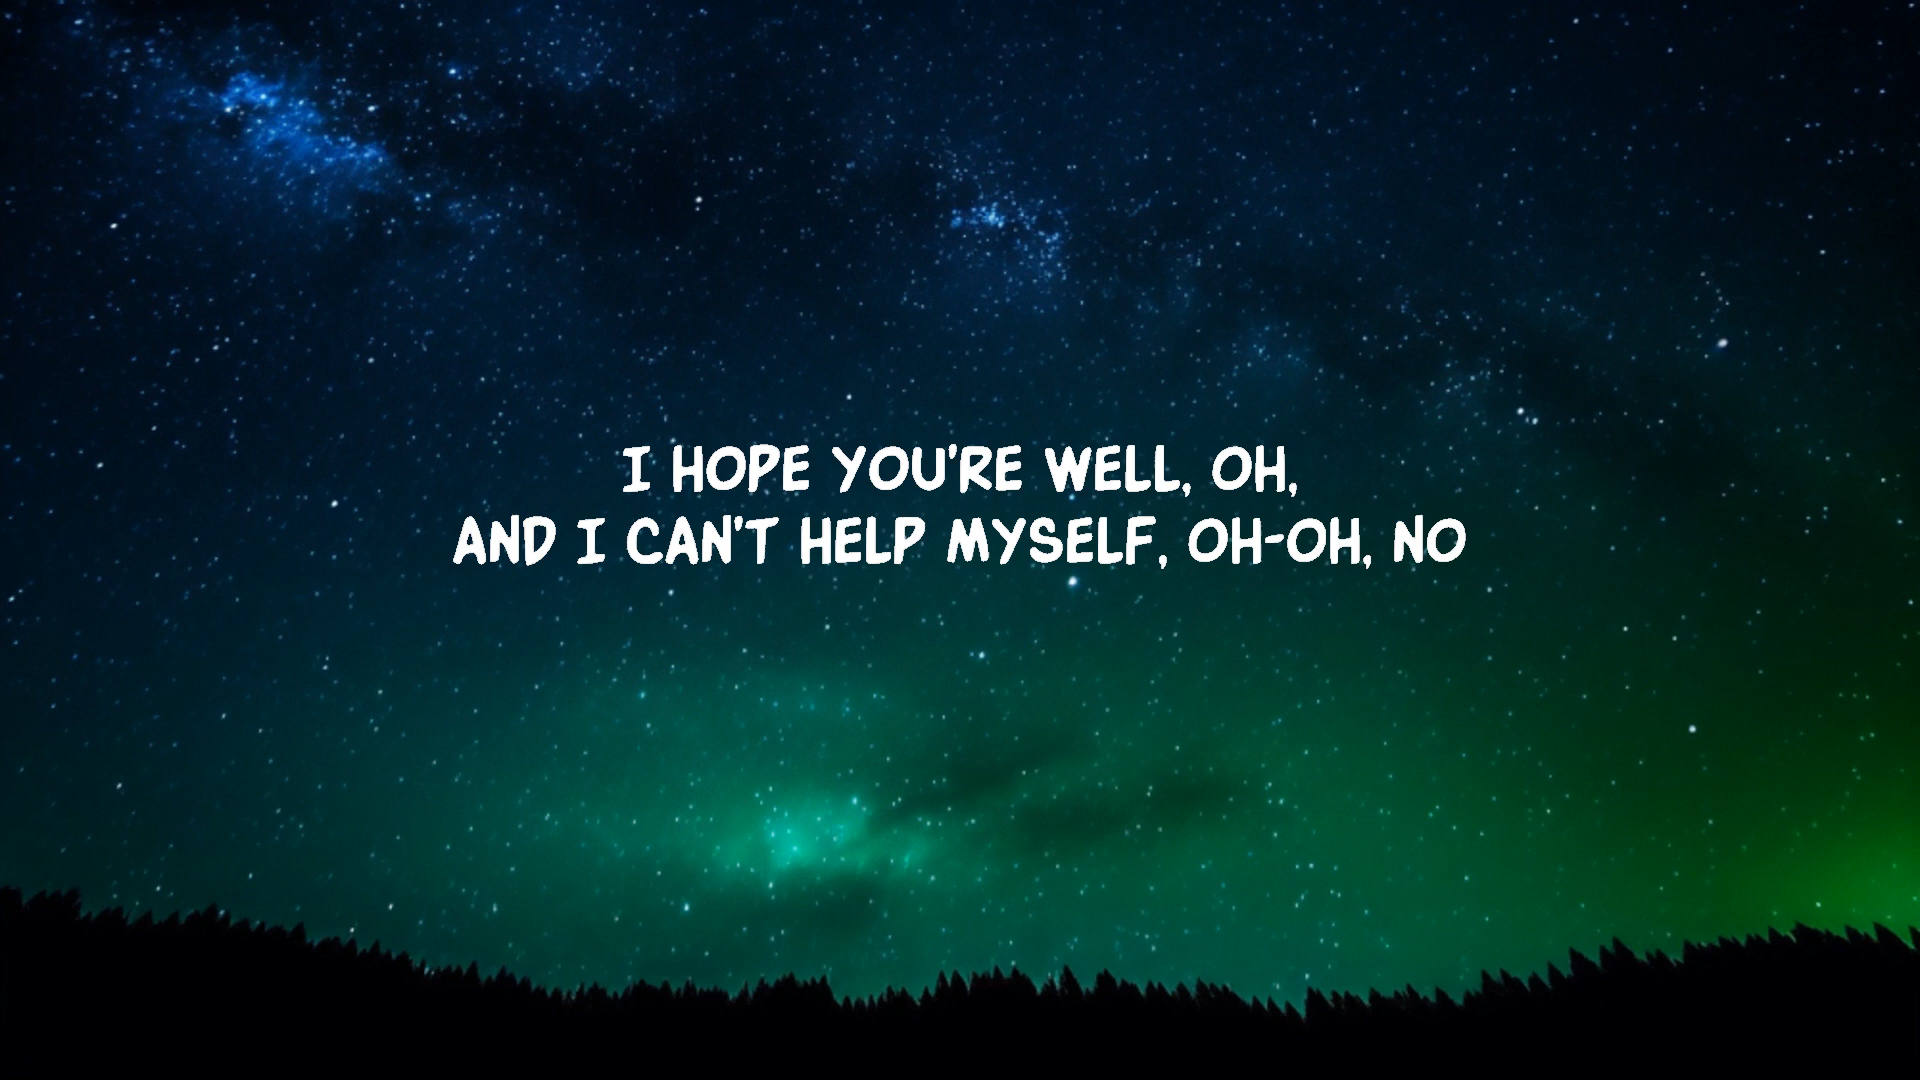 I HOPE YOU'RE WELL, OH,
AND I CAN'T HELP MYSELF, OH-OH, NO